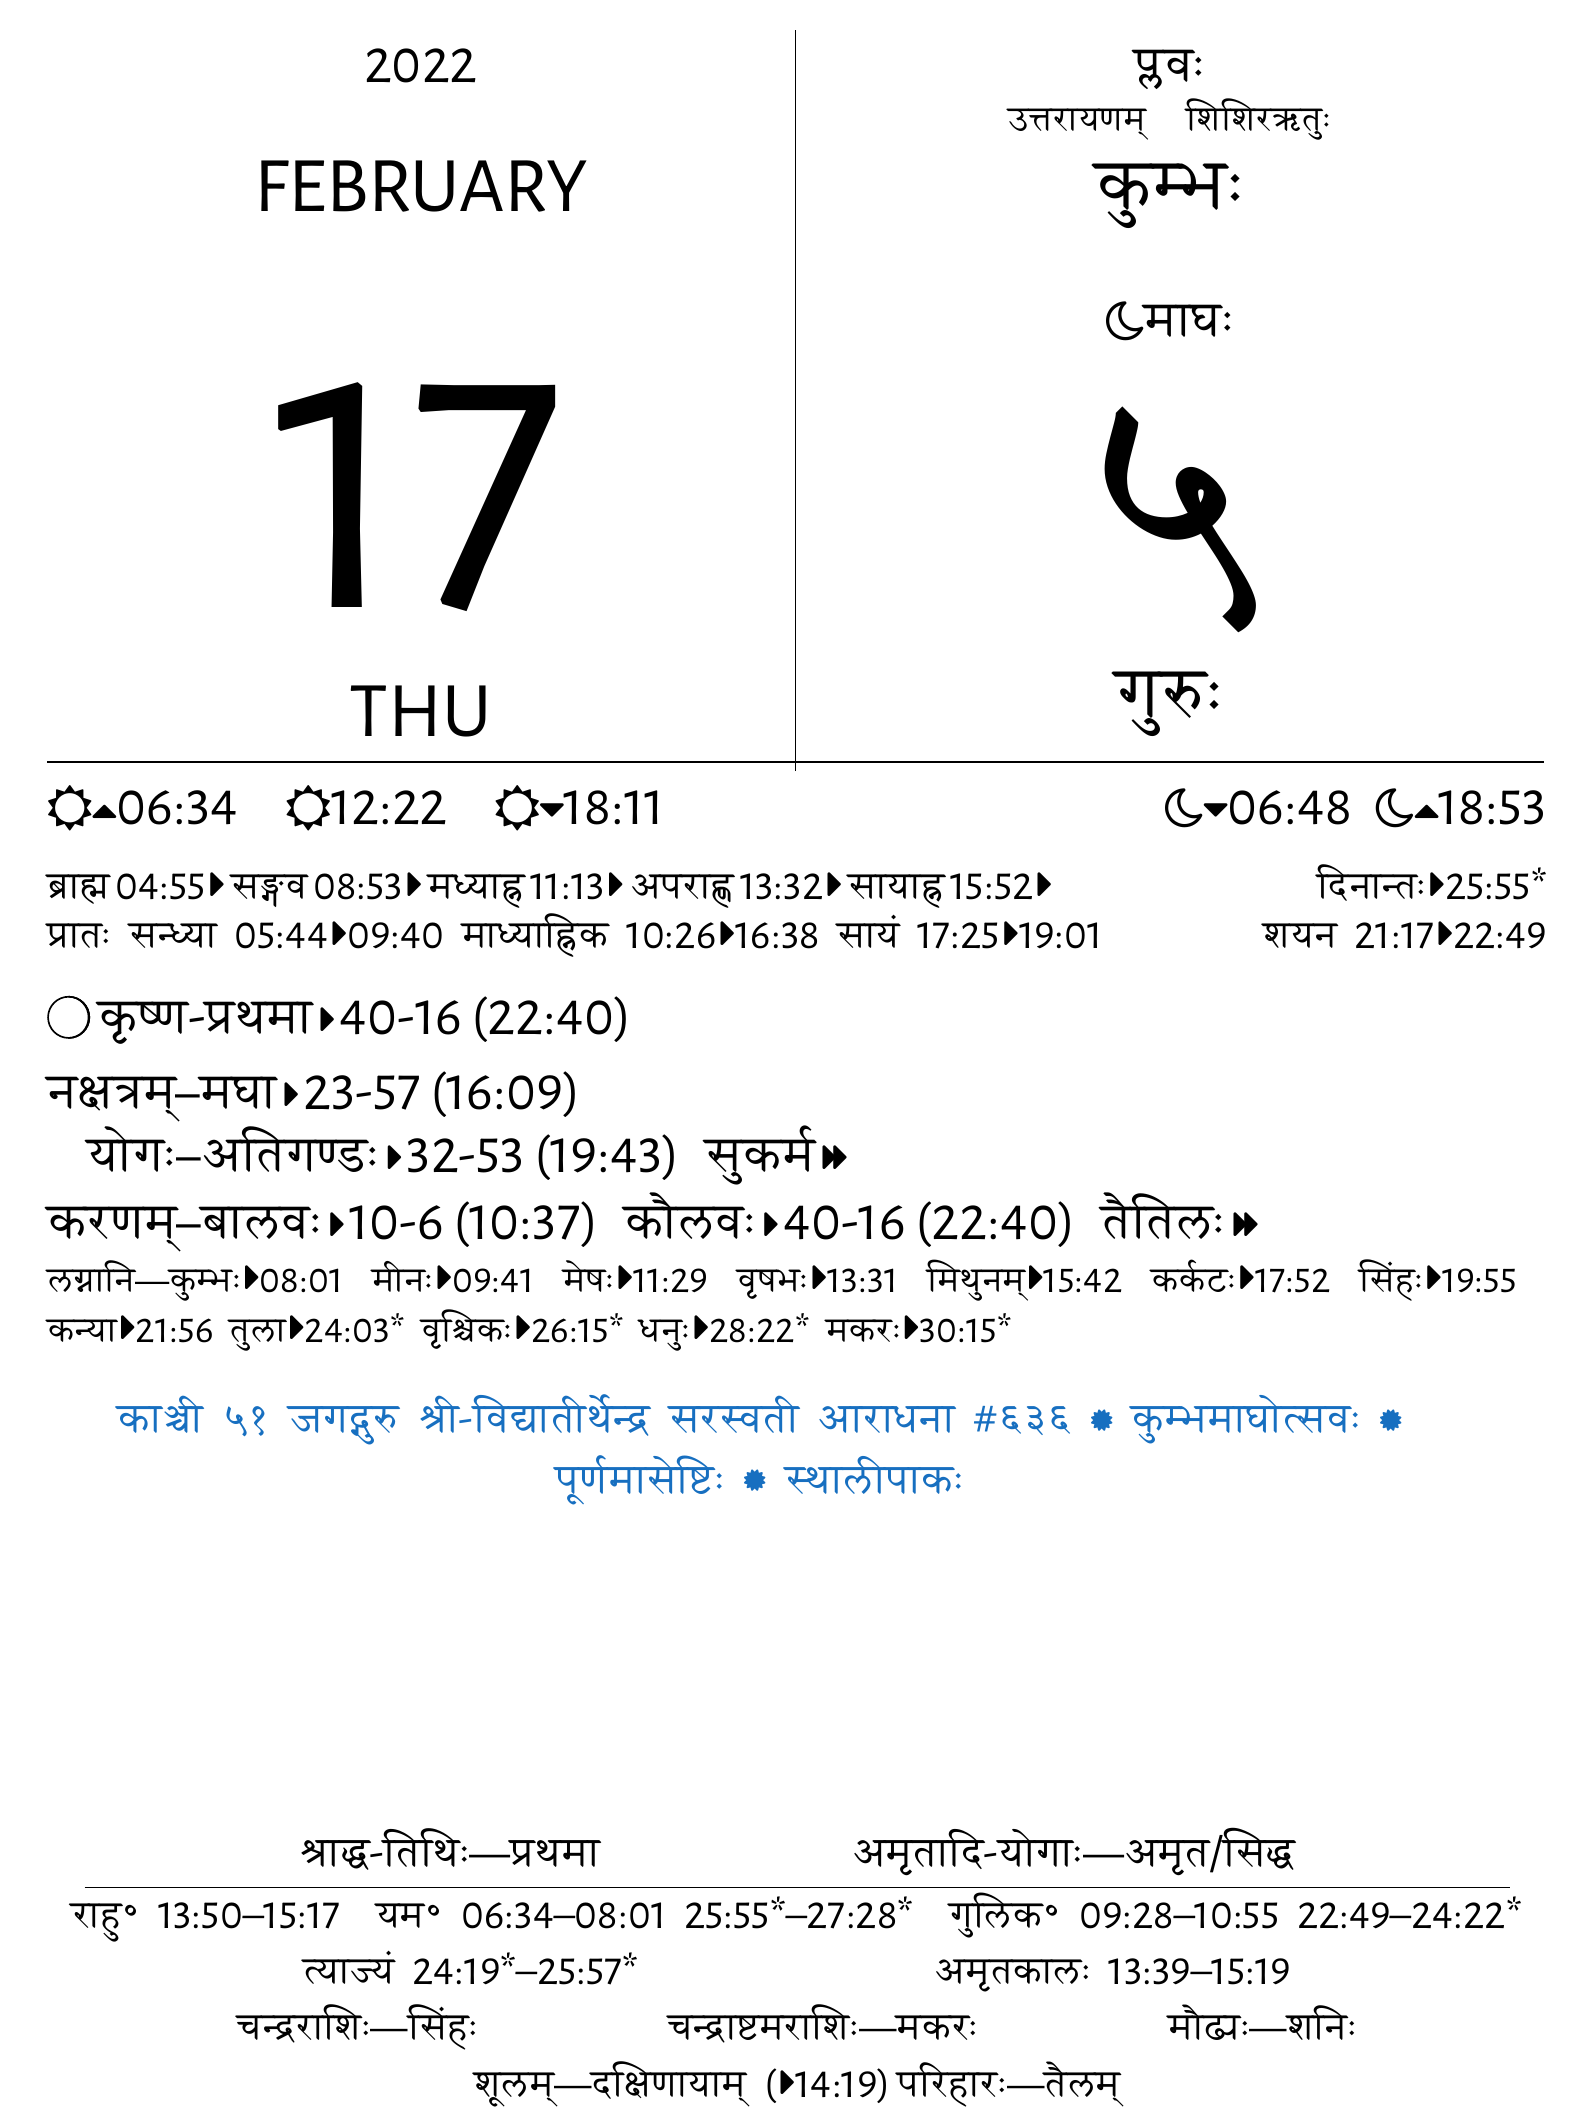 2022
FEBRUARY
17
THU
प्लवः
उत्तरायणम् शिशिरऋतुः
कुम्भः
माघः
५
गुरुः
06:34 12:22 18:11 06:48 18:53
ब्राह्म 04:55 सङ्गव 08:53 मध्याह्न 11:13 अपराह्ण 13:32 सायाह्न 15:52 दिनान्तः 25:55*
प्रातः सन्ध्या 05:44 09:40 माध्याह्निक 10:26 16:38 सायं 17:25 19:01 शयन 21:17 22:49
कृष्ण-प्रथमा 40-16 (22:40)
नक्षत्रम्–मघा 23-57 (16:09)
योगः–अतिगण्डः 32-53 (19:43) सुकर्म
करणम्–बालवः 10-6 (10:37) कौलवः 40-16 (22:40) तैतिलः
लग्नानि—कुम्भः 08:01 मीनः 09:41 मेषः 11:29 वृषभः 13:31 मिथुनम् 15:42 कर्कटः 17:52 सिंहः 19:55
कन्या 21:56 तुला 24:03* वृश्चिकः 26:15* धनुः 28:22* मकरः 30:15*
काञ्ची ५१ जगद्गुरु श्री-विद्यातीर्थेन्द्र सरस्वती आराधना #६३६ कुम्भमाघोत्सवः
पूर्णमासेष्टिः स्थालीपाकः
श्राद्ध-तिथिः—प्रथमा अमृतादि-योगाः—अमृत/सिद्ध
राहु° 13:50–15:17 यम° 06:34–08:01 25:55*–27:28* गुलिक° 09:28–10:55 22:49–24:22*
त्याज्यं 24:19*–25:57* अमृतकालः 13:39–15:19
चन्द्रराशिः—सिंहः चन्द्राष्टमराशिः—मकरः मौढ्यः—शनिः
शूलम्—दक्षिणायाम् (14:19) परिहारः—तैलम्